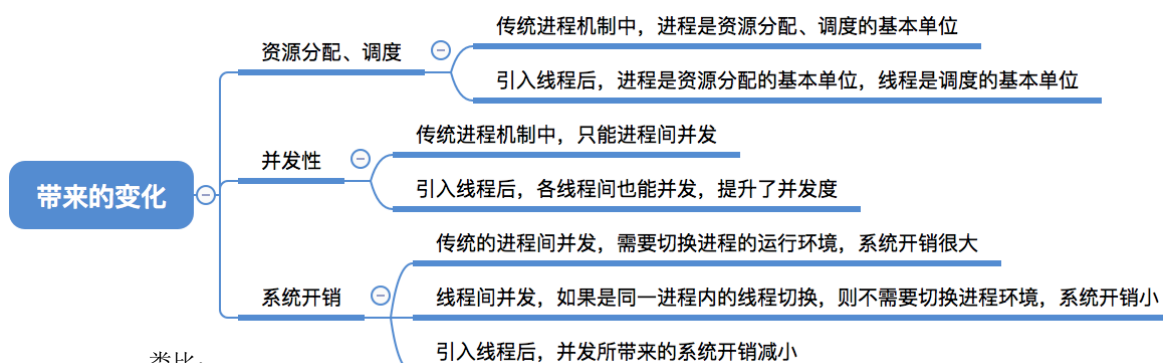 传统进程机制中，进程是资源分配、调度的基本单位
资源分配、调度
引入线程后，进程是资源分配的基本单位，线程是调度的基本单位
传统进程机制中，只能进程间并发
并发性
引入线程后，各线程间也能并发，提升了并发度
带来的变化
传统的进程间并发，需要切换进程的运行环境，系统开销很大
系统开销
线程间并发，如果是同一进程内的线程切换，则不需要切换进程环境，系统开销小
引入线程后，并发所带来的系统开销减小
类比：